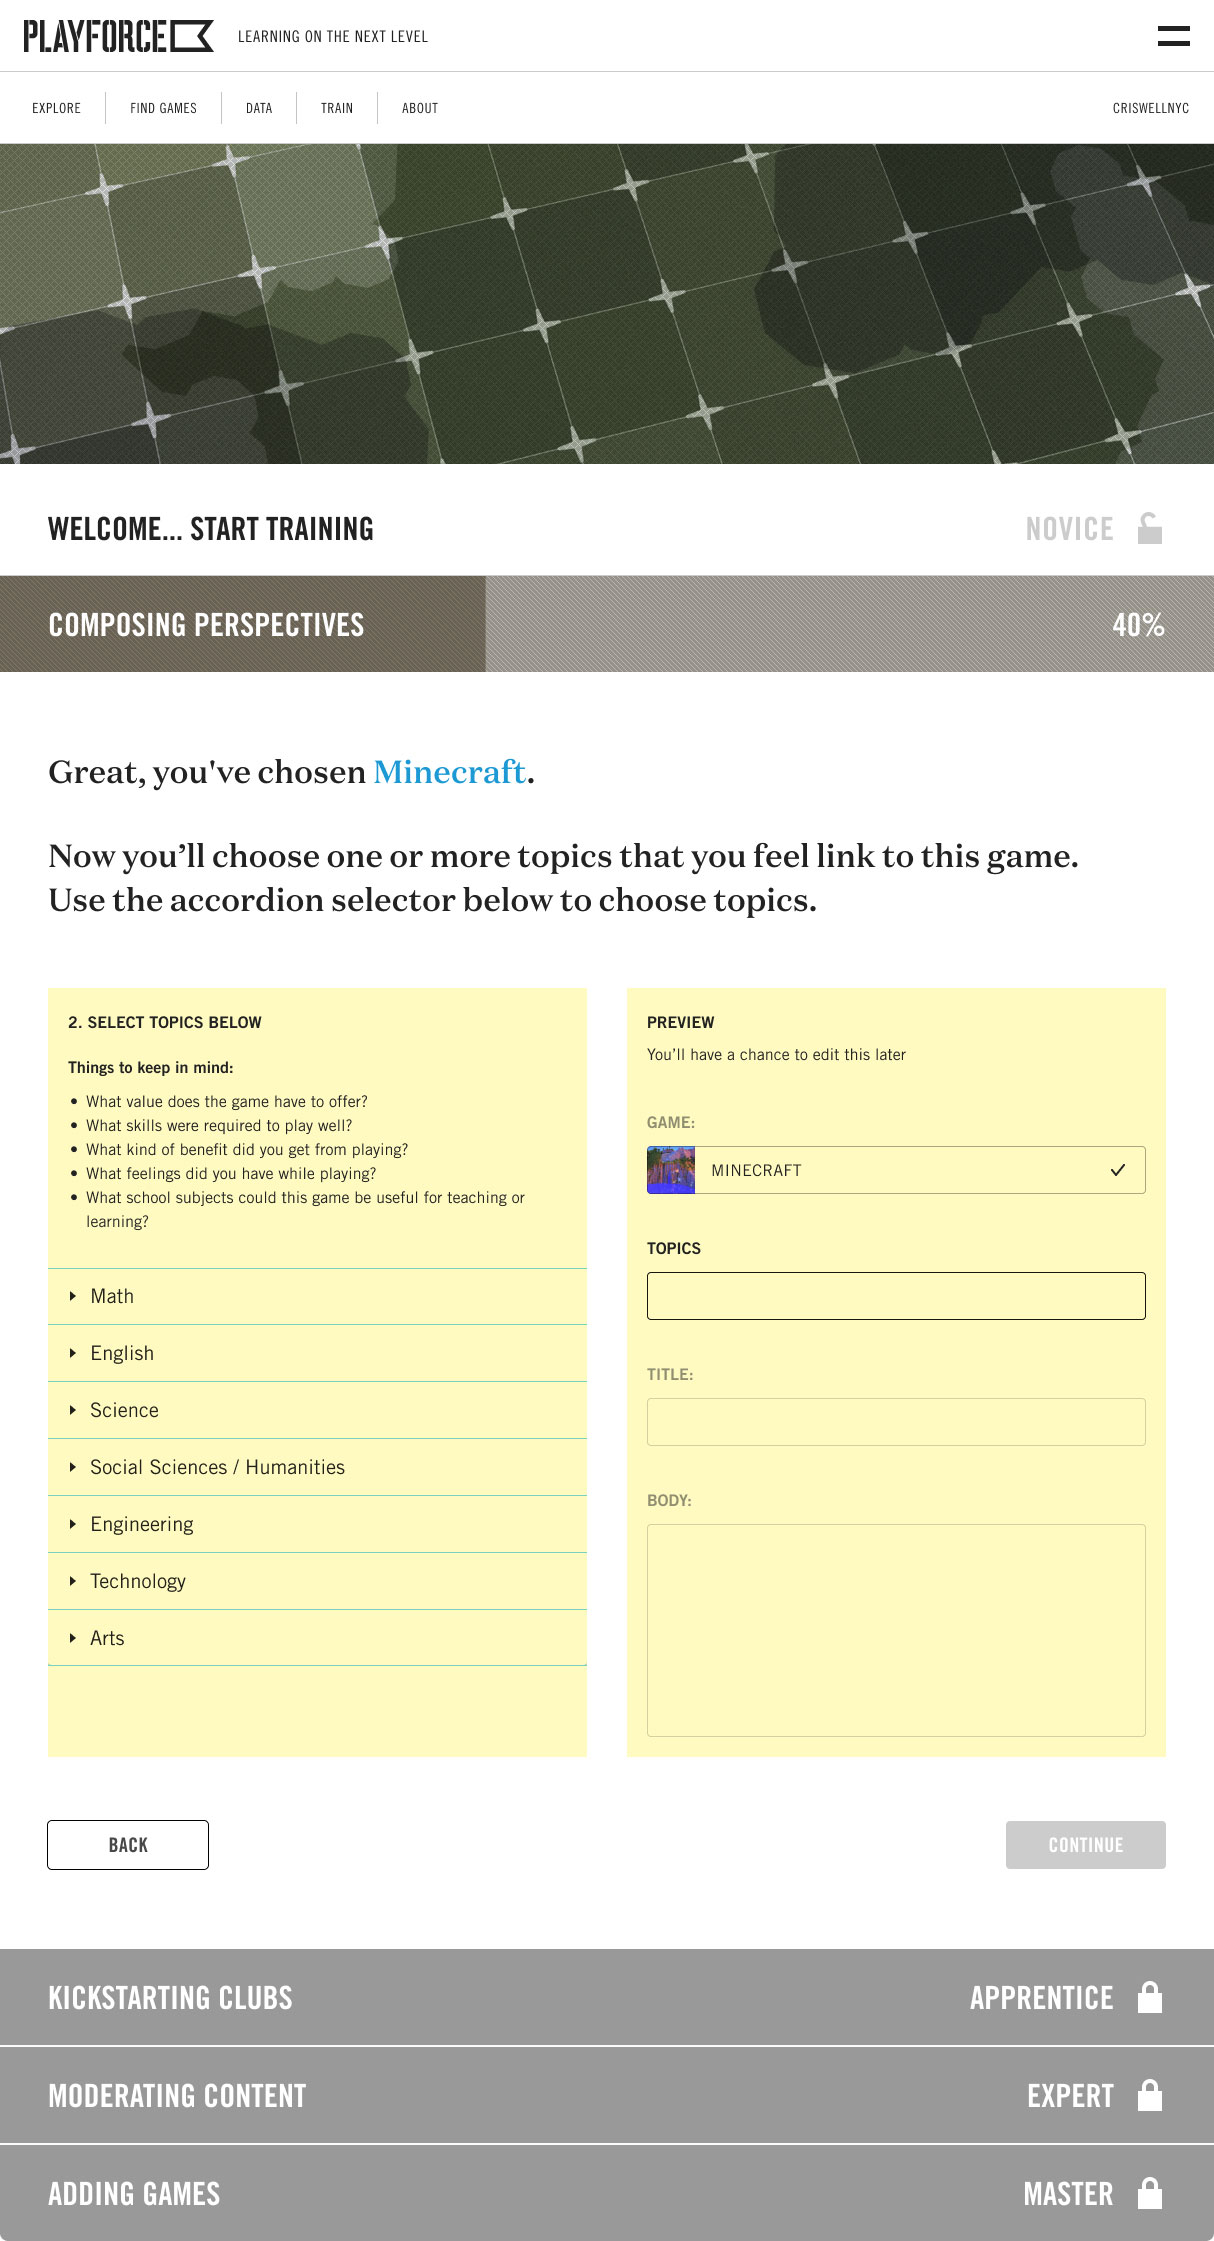 PLAYFORCE
LEARNING ON THE NEXT LEVEL
EXPLORE
FIND GAMES
DATA
TRAIN
ABOUT
CRISWELLNYC
WELCOME... START TRAINING
NOVICE
COMPOSING PERSPECTIVES
40%
Great, you've chosen Minecraft.
Now you’ll choose one or more topics that you feel link to this game.
Use the accordion selector below to choose topics.
2. SELECT TOPICS BELOW
Things to keep in mind:
• What value does the game have to offer?
• What skills were required to play well?
• What kind of benefit did you get from playing?
• What feelings did you have while playing?
• What school subjects could this game be useful for teaching or
learning?
Math
English
Science
Social Sciences / Humanities
Engineering
Technology
Arts
PREVIEW
You’ll have a chance to edit this later
GAME:
MINECRAFT
TOPICS
TITLE:
BODY:
BACK
CONTINUE
KICKSTARTING CLUBS
APPRENTICE
MODERATING CONTENT
EXPERT
ADDING GAMES
MASTER